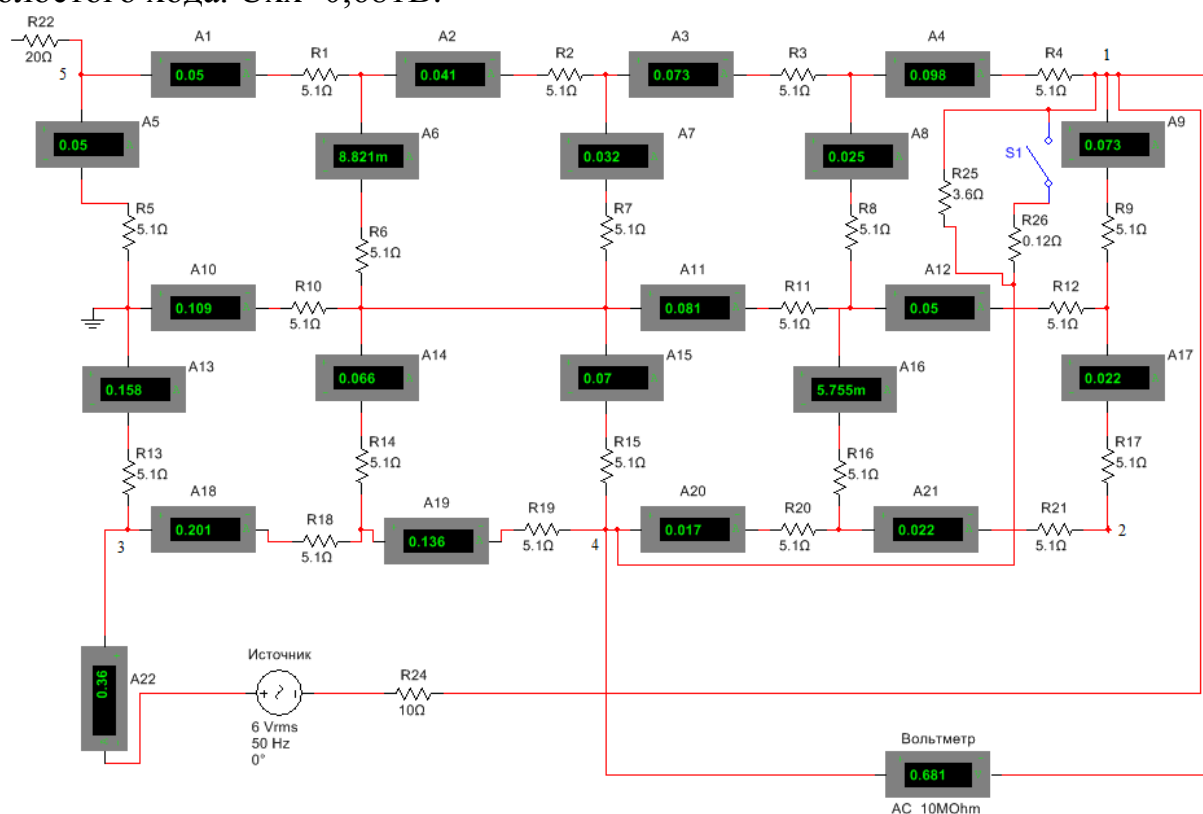 Uхх=0,681В.
R22
20Ω
5
A1
0.05
R1
5.1Ω
A2
0.041
R2
5.1Ω
A3
0.073
R3
5.1Ω
A4
0.098
R4
5.1Ω
1
A5
0.05
A6
8.821m
A7
0.032
A8
0.025
S1
A9
0.073
R25
3.6Ω
R26
0.12Ω
R5
5.1Ω
R6
5.1Ω
R7
5.1Ω
R8
5.1Ω
R9
5.1Ω
A10
0.109
R10
5.1Ω
A11
0.081
R11
5.1Ω
A12
0.05
R12
5.1Ω
A13
0.158
A14
0.066
A15
0.07
A16
5.755m
A17
0.022
R13
5.1Ω
R14
5.1Ω
R15
5.1Ω
R16
5.1Ω
R17
5.1Ω
3
A18
0.201
R18
5.1Ω
A19
0.136
R19
5.1Ω
4
A20
0.017
R20
5.1Ω
A21
0.022
R21
5.1Ω
2
A22
0.36
Источник
6 Vrms
50 Hz
0°
R24
10Ω
Вольтметр
0.681
AC 10MOhm